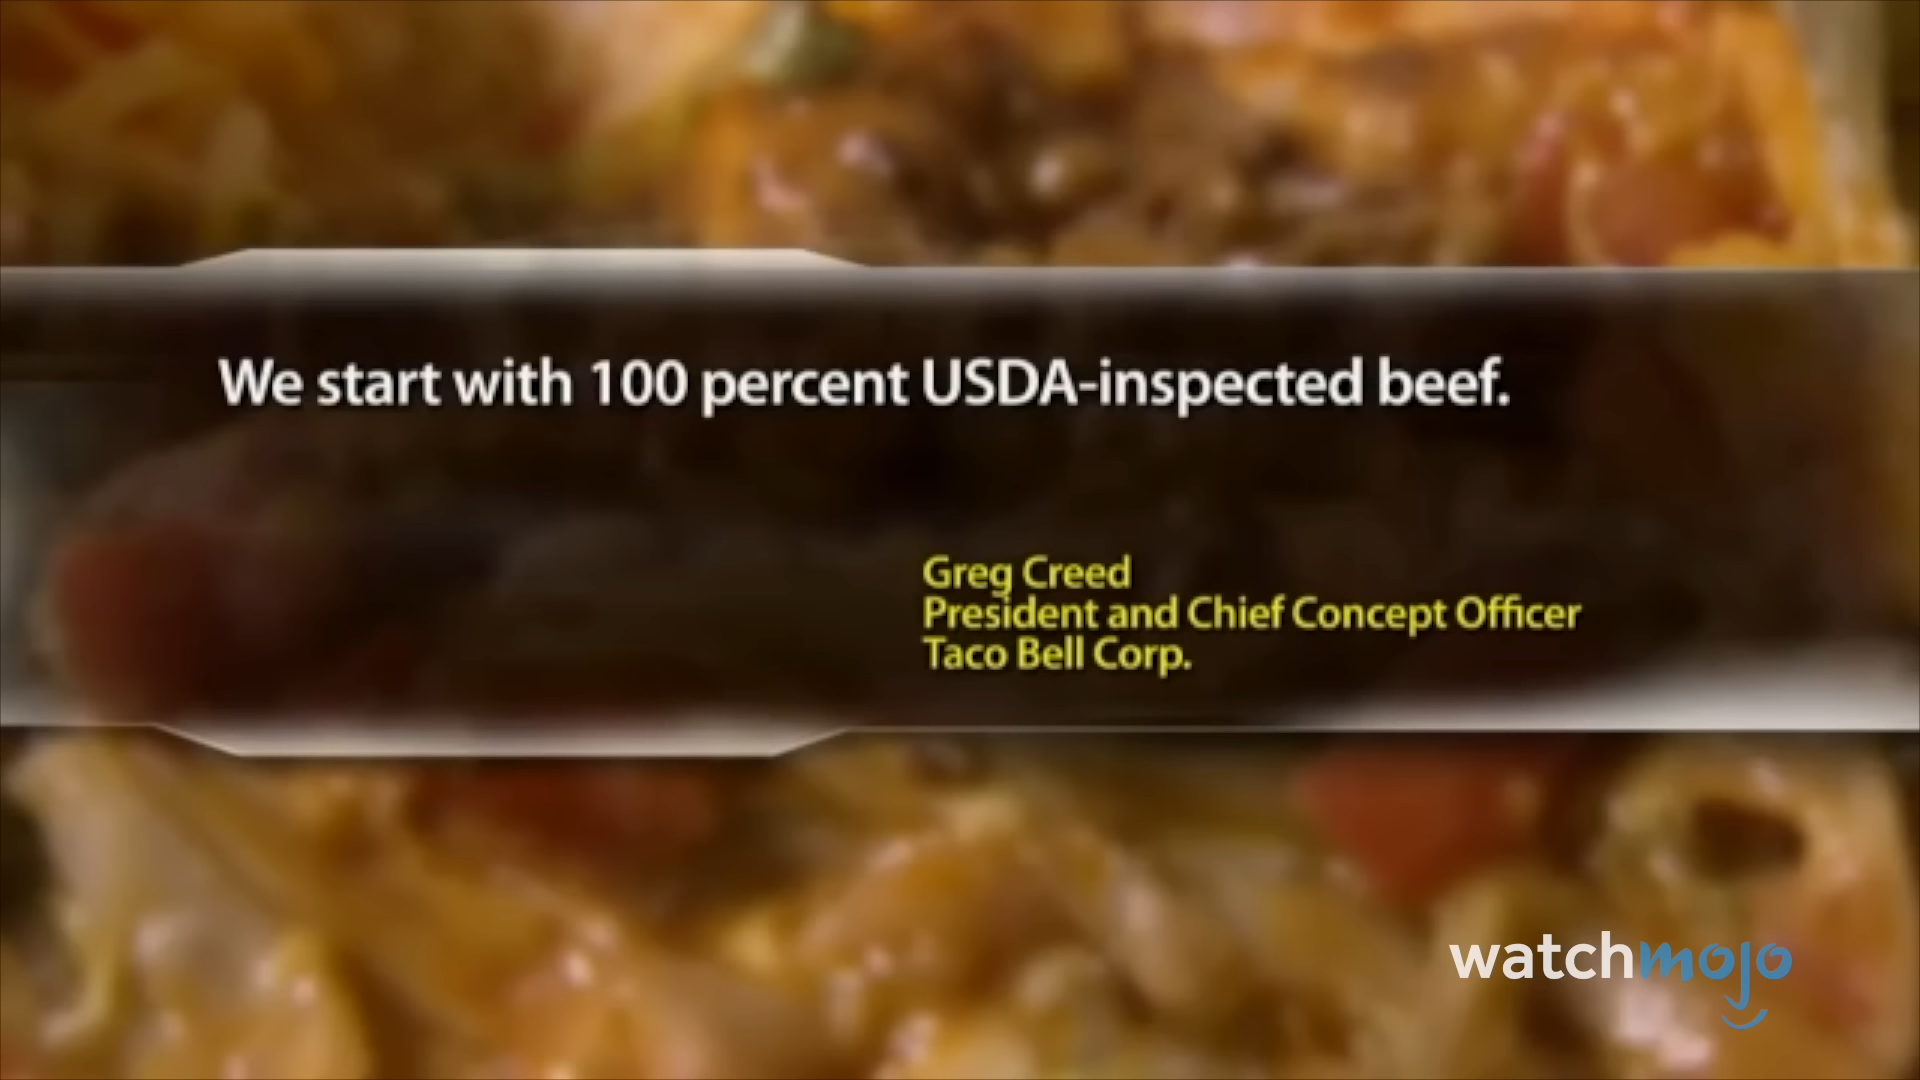 We start with 100 percent USDA-inspected beef.
Greg Creed
President and Chief Concept Officer
Taco Bell Corp.
watchmojo